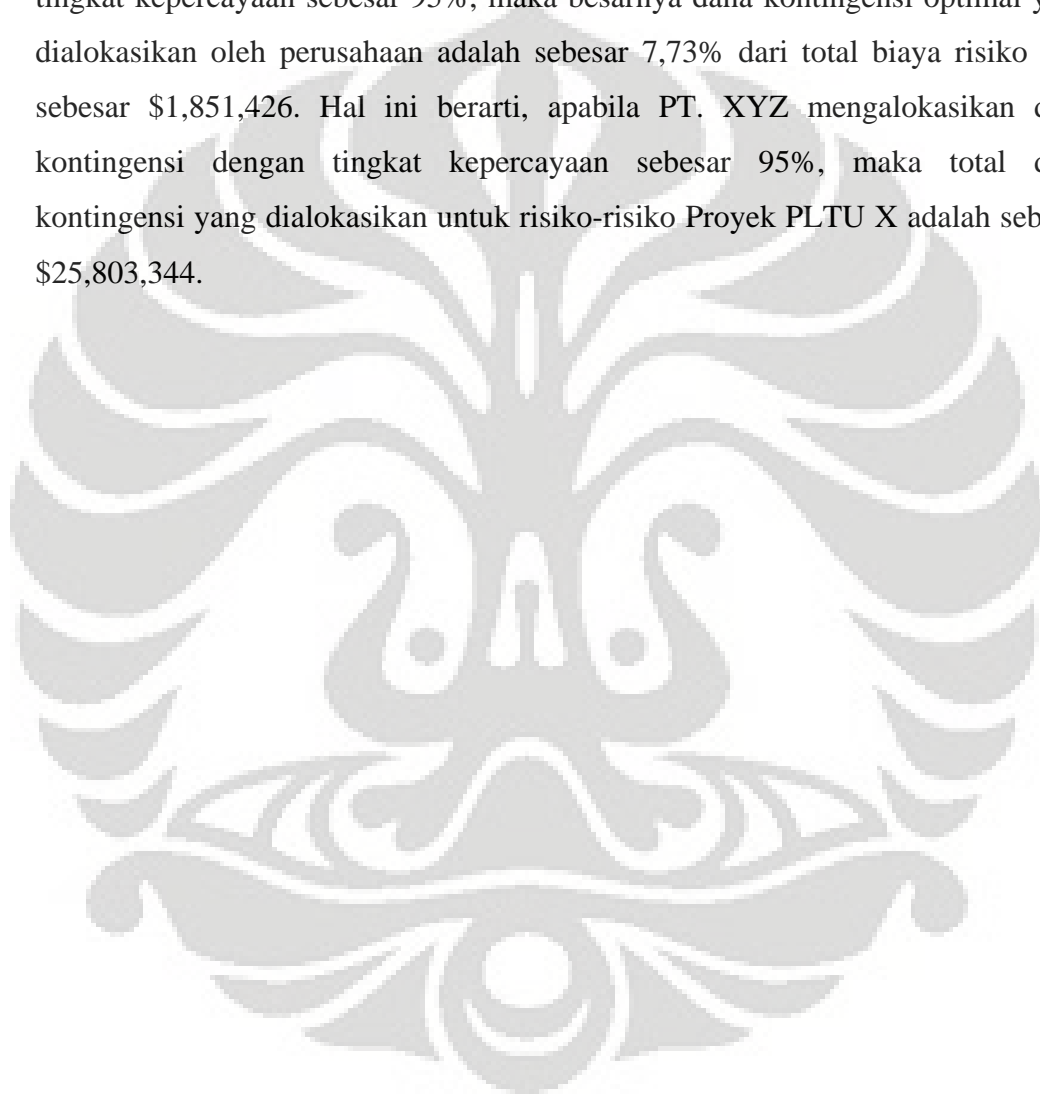 tingkat kepercayaan sebesar 95%, maka besarnya dana kontingensi optimal
dialokasikan oleh perusahaan adalah sebesar 7,73% dari total biaya risiko
sebesar $1,851,426. Hal ini berarti, apabila PT. XYZ mengalokasikan
kontingensi dengan tingkat kepercayaan sebesar 95%, maka total
kontingensi yang dialokasikan untuk risiko-risiko Proyek PLTU X adalah
$25,803,344.